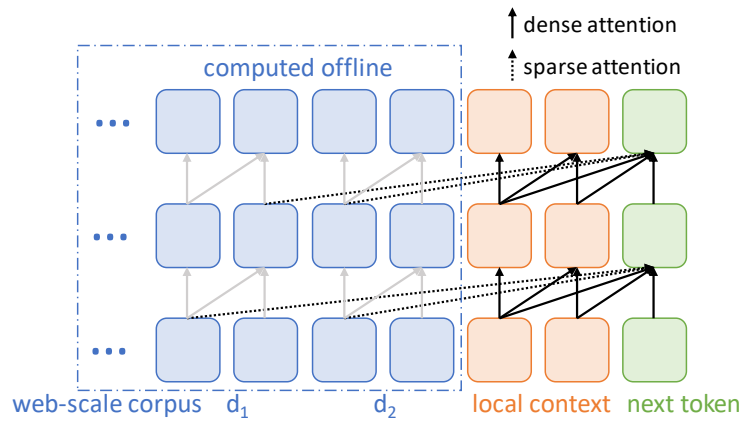 dense attention
computed offline
sparse attention
...
...
...
web-scale corpus d₁ d₂ local context next token